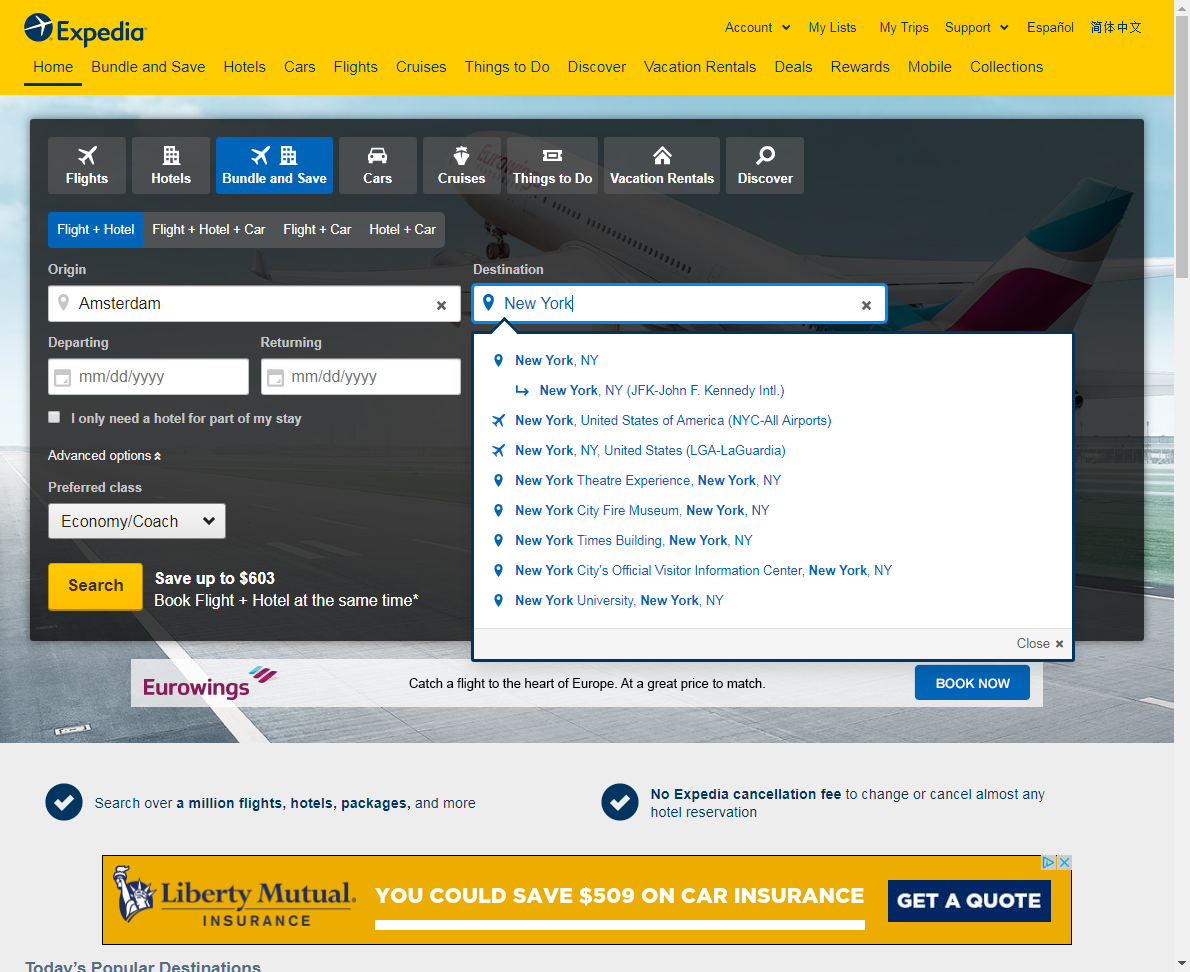 Expedia
Account
My Lists
My Trips
Support
Español
简体中文
Home
Bundle and Save
Hotels
Cars
Flights
Cruises
Things to Do
Discover
Vacation Rentals
Deals
Rewards
Mobile
Collections
Flights
Hotels
Bundle and Save
Cars
Cruises
Things to Do
Vacation Rentals
Discover
Flight + Hotel
Flight + Hotel + Car
Flight + Car
Hotel + Car
Origin
Destination
Amsterdam
New York
Departing
Returning
mm/dd/yyyy
mm/dd/yyyy
I only need a hotel for part of my stay
Advanced options
Preferred class
Economy/Coach
Search
Save up to $603
Book Flight + Hotel at the same time*
New York, NY
New York, NY (JFK-John F. Kennedy Intl.)
New York, United States of America (NYC-All Airports)
New York, NY, United States (LGA-LaGuardia)
New York Theatre Experience, New York, NY
New York City Fire Museum, New York, NY
New York Times Building, New York, NY
New York City's Official Visitor Information Center, New York, NY
New York University, New York, NY
Close
Eurowings
Catch a flight to the heart of Europe. At a great price to match.
BOOK NOW
Search over a million flights, hotels, packages, and more
No Expedia cancellation fee to change or cancel almost any
hotel reservation
Liberty Mutual.
INSURANCE
YOU COULD SAVE $509 ON CAR INSURANCE
GET A QUOTE
Today's Popular Destinations